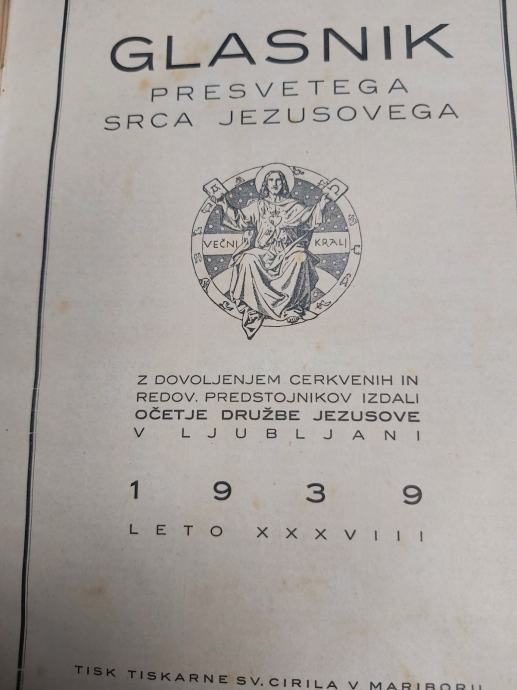 GLASNIK
PRESVETEGA
SRCA JEZUSOVEGA
VEČNI KRALJ
Z DOVOLJENJEM CERKVENIH IN
REDOV. PREDSTOJNIKOV IZDALI
OČETJE DRUŽBE JEZUSOVE
V LJUBLJANI
1939
LETO XXXVIII
TISK TISKARNE SV. CIRILA V MARIBORU